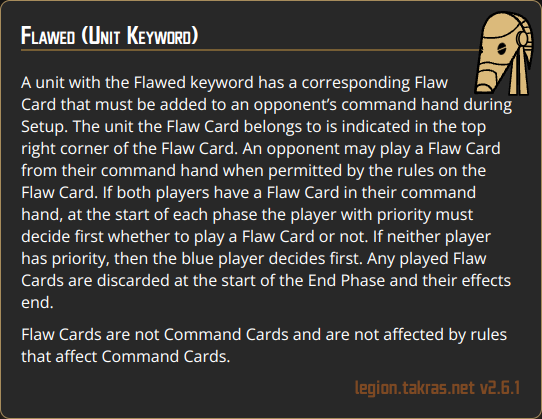 Flawed (Unit Keyword)
A unit with the Flawed keyword has a corresponding Flaw
Card that must be added to an opponent’s command hand during
Setup. The unit the Flaw Card belongs to is indicated in the top
right corner of the Flaw Card. An opponent may play a Flaw Card
from their command hand when permitted by the rules on the
Flaw Card. If both players have a Flaw Card in their command
hand, at the start of each phase the player with priority must
decide first whether to play a Flaw Card or not. If neither player
has priority, then the blue player decides first. Any played Flaw
Cards are discarded at the start of the End Phase and their effects
end.
Flaw Cards are not Command Cards and are not affected by rules
that affect Command Cards.
legion.takras.net v2.6.1